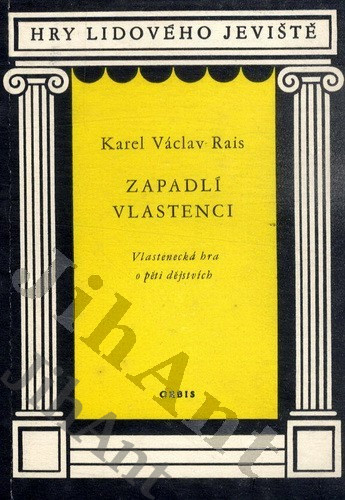 HRY LIDOVÉHO JEVIŠTĚ
Karel Václav Rais
ZAPADLÍ
VLASTENCI
Vlastenecká hra
o pěti dějstvích
ORBIS
JihAnt
JihAnt